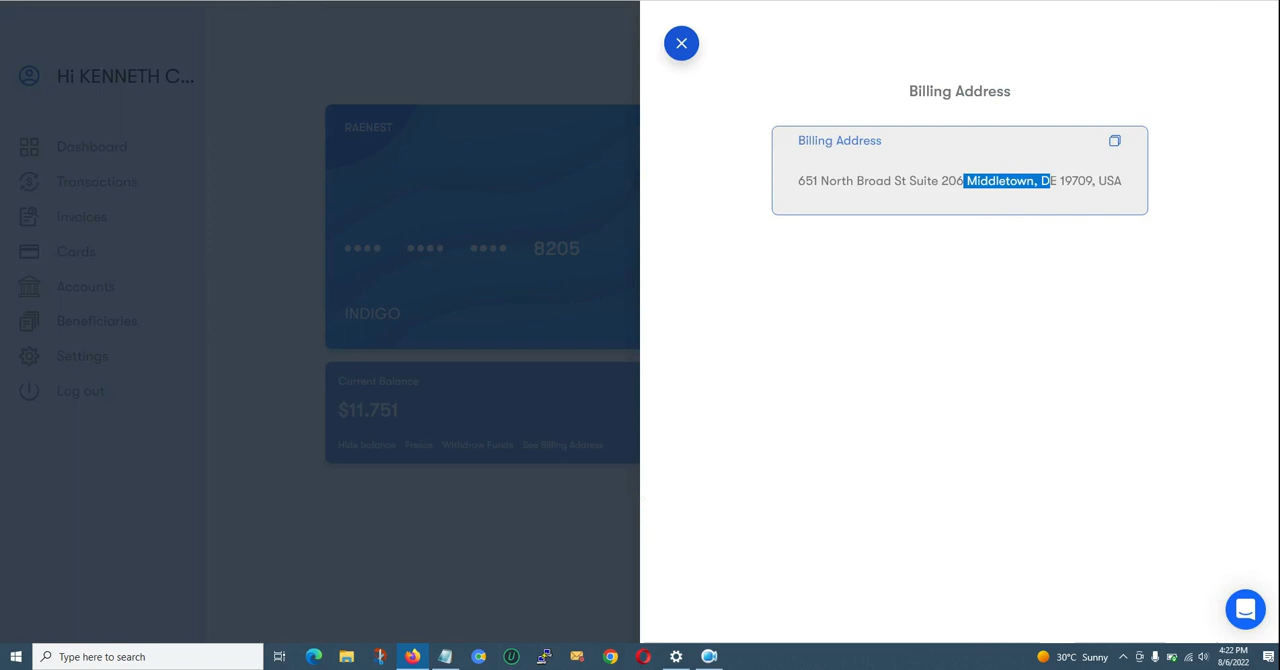 Hi KENNETH C...
Dashboard
Transactions
Invoices
Cards
Accounts
Beneficiaries
Settings
Log out
RAENEST
•••• •••• •••• 8205
INDIGO
Current Balance
$11.751
Hide balance Freeze Withdraw Funds See Billing Address
Billing Address
Billing Address
651 North Broad St Suite 206 Middletown, DE 19709, USA
Type here to search
30°C Sunny
4:22 PM
8/6/2022